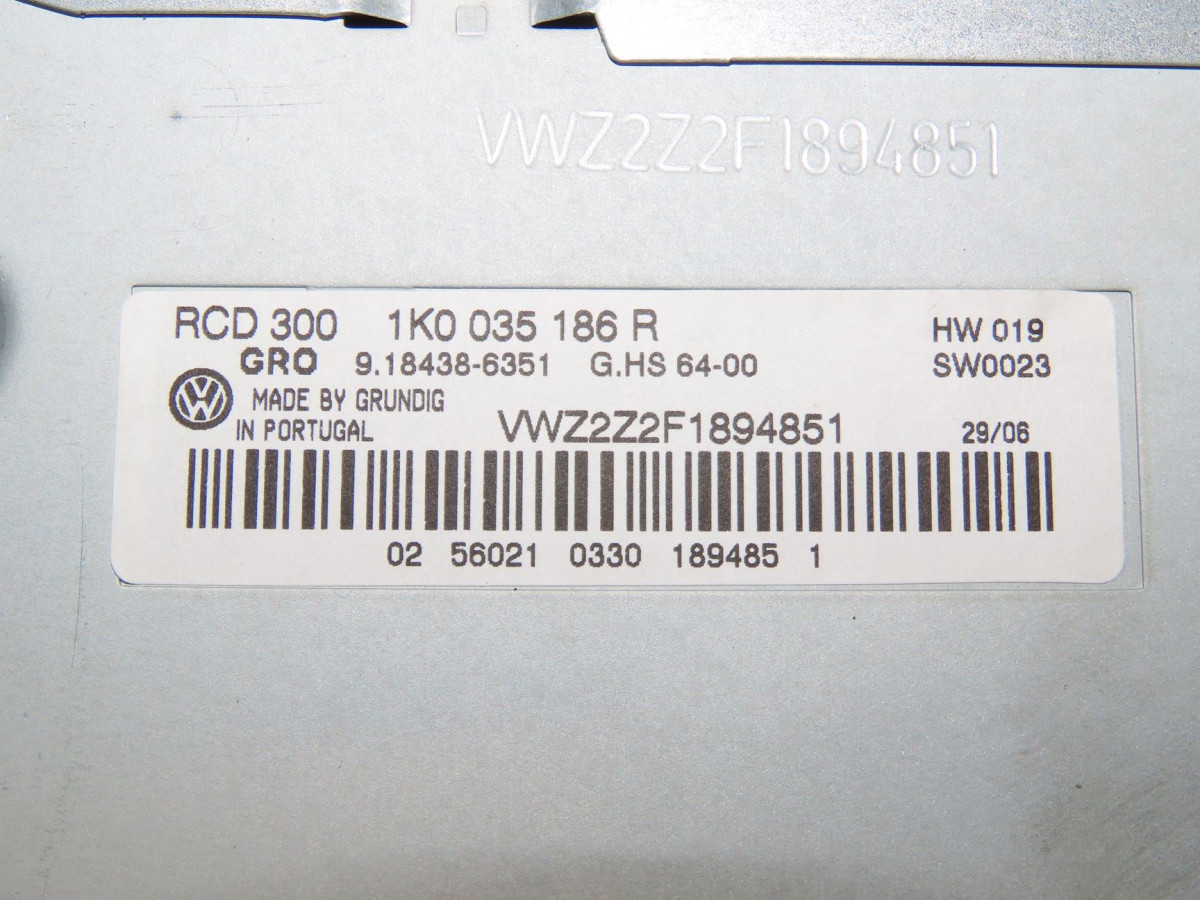 VWZ2Z2F1894851
RCD 300 1K0 035 186 R HW 019
GRO 9.18438-6351 G.HS 64-00 SW0023
MADE BY GRUNDIG
IN PORTUGAL VWZ2Z2F1894851 29/06
02 56021 0330 189485 1